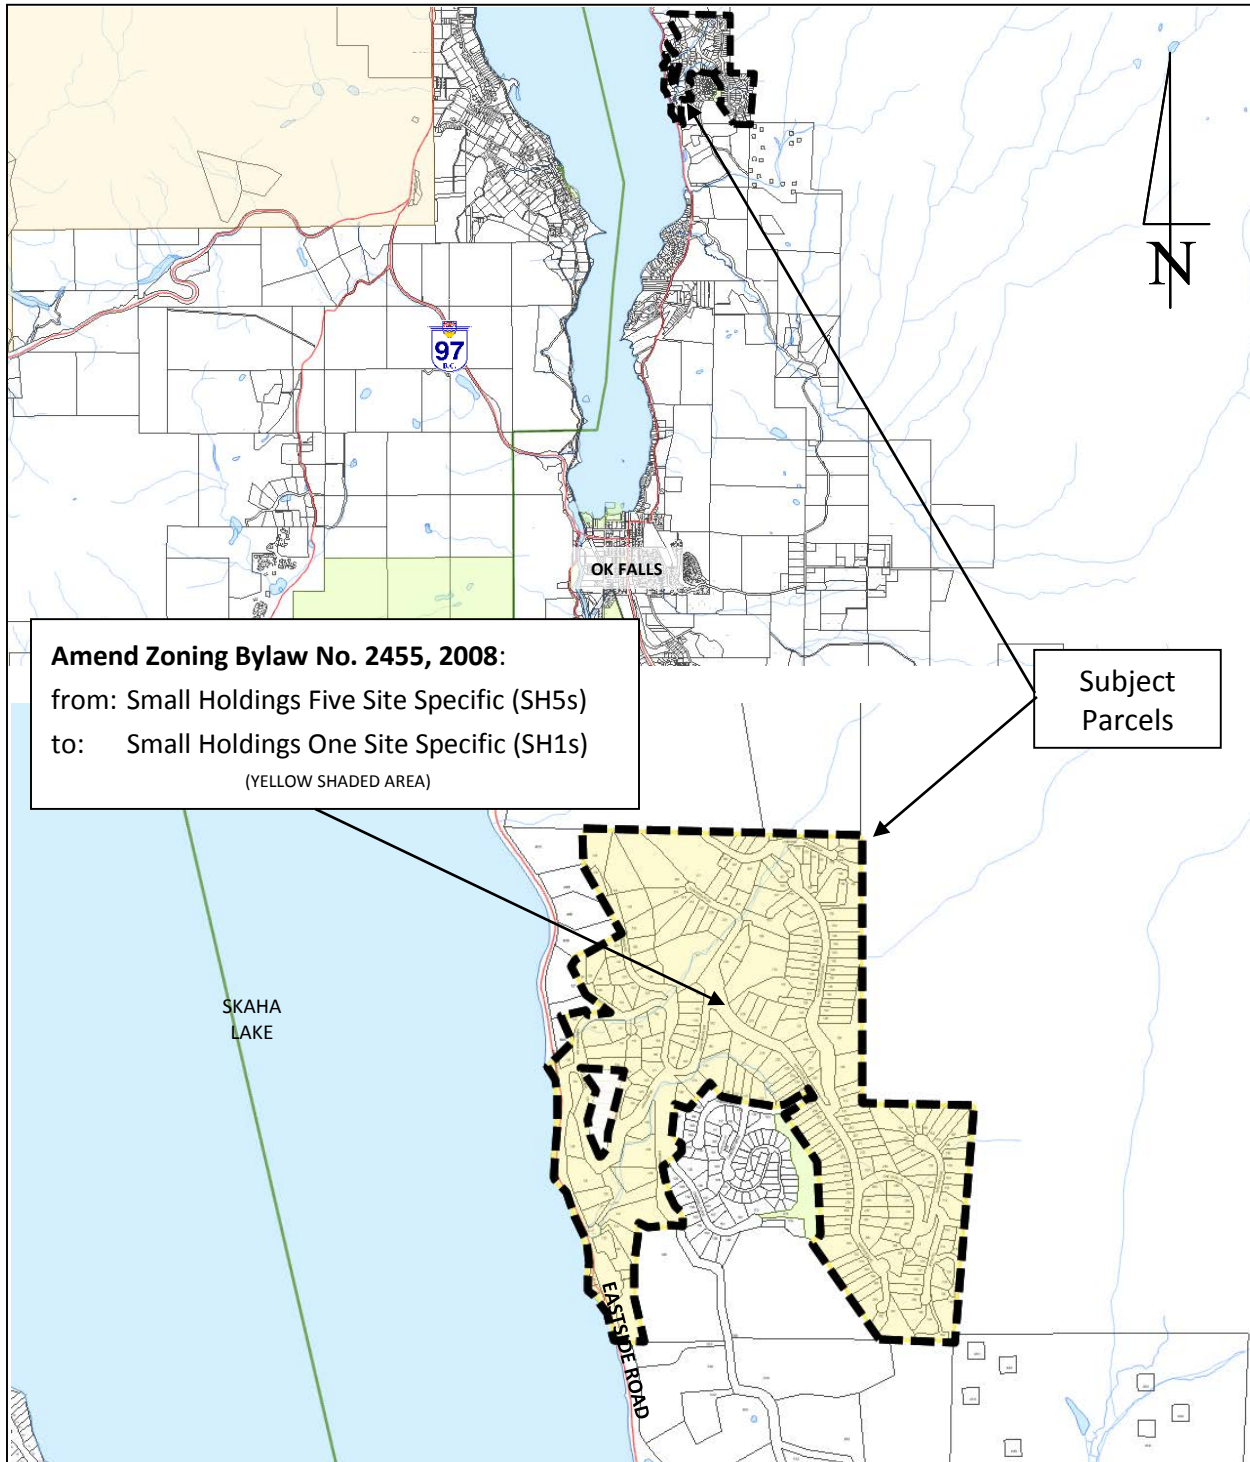 N
97
B.C.
OK FALLS
Amend Zoning Bylaw No. 2455, 2008:
from: Small Holdings Five Site Specific (SH5s)
to: Small Holdings One Site Specific (SH1s)
(YELLOW SHADED AREA)
Subject
Parcels
SKAHA
LAKE
EASTSIDE ROAD